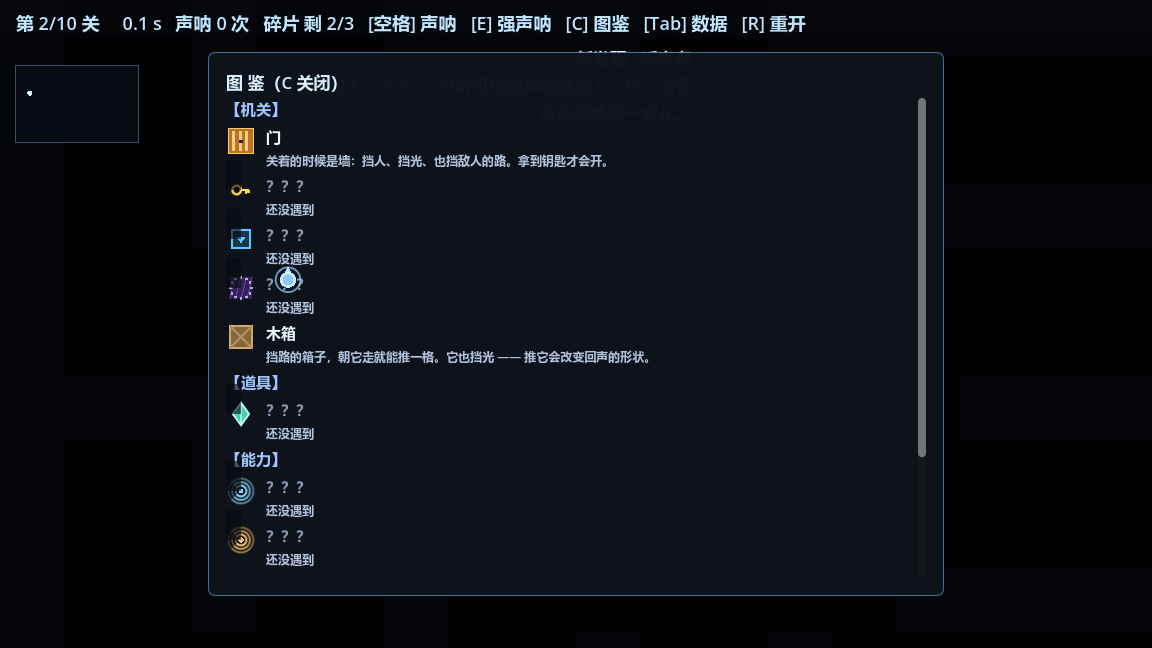 第 2/10 关 0.1 s 声呐 0 次 碎片 剩 2/3 [空格] 声呐 [E] 强声呐 [C] 图鉴 [Tab] 数据 [R] 重开
图 鉴（C 关闭）
【机关】
门
关着的时候是墙：挡人、挡光、也挡敌人的路。拿到钥匙才会开。
? ? ?
还没遇到
? ? ?
还没遇到
? ?
还没遇到
木箱
挡路的箱子，朝它走就能推一格。它也挡光 —— 推它会改变回声的形状。
【道具】
? ? ?
还没遇到
【能力】
? ? ?
还没遇到
? ? ?
还没遇到